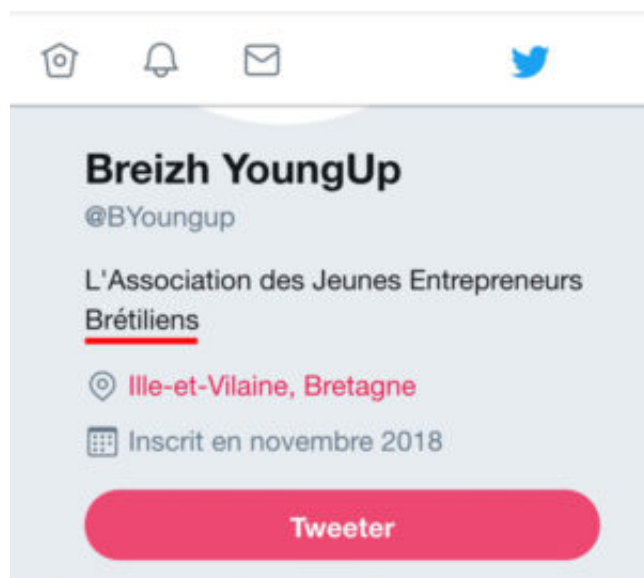 Breizh YoungUp
@BYoungup
L'Association des Jeunes Entrepreneurs
Brétiliens
Ille-et-Vilaine, Bretagne
Inscrit en novembre 2018
Tweeter